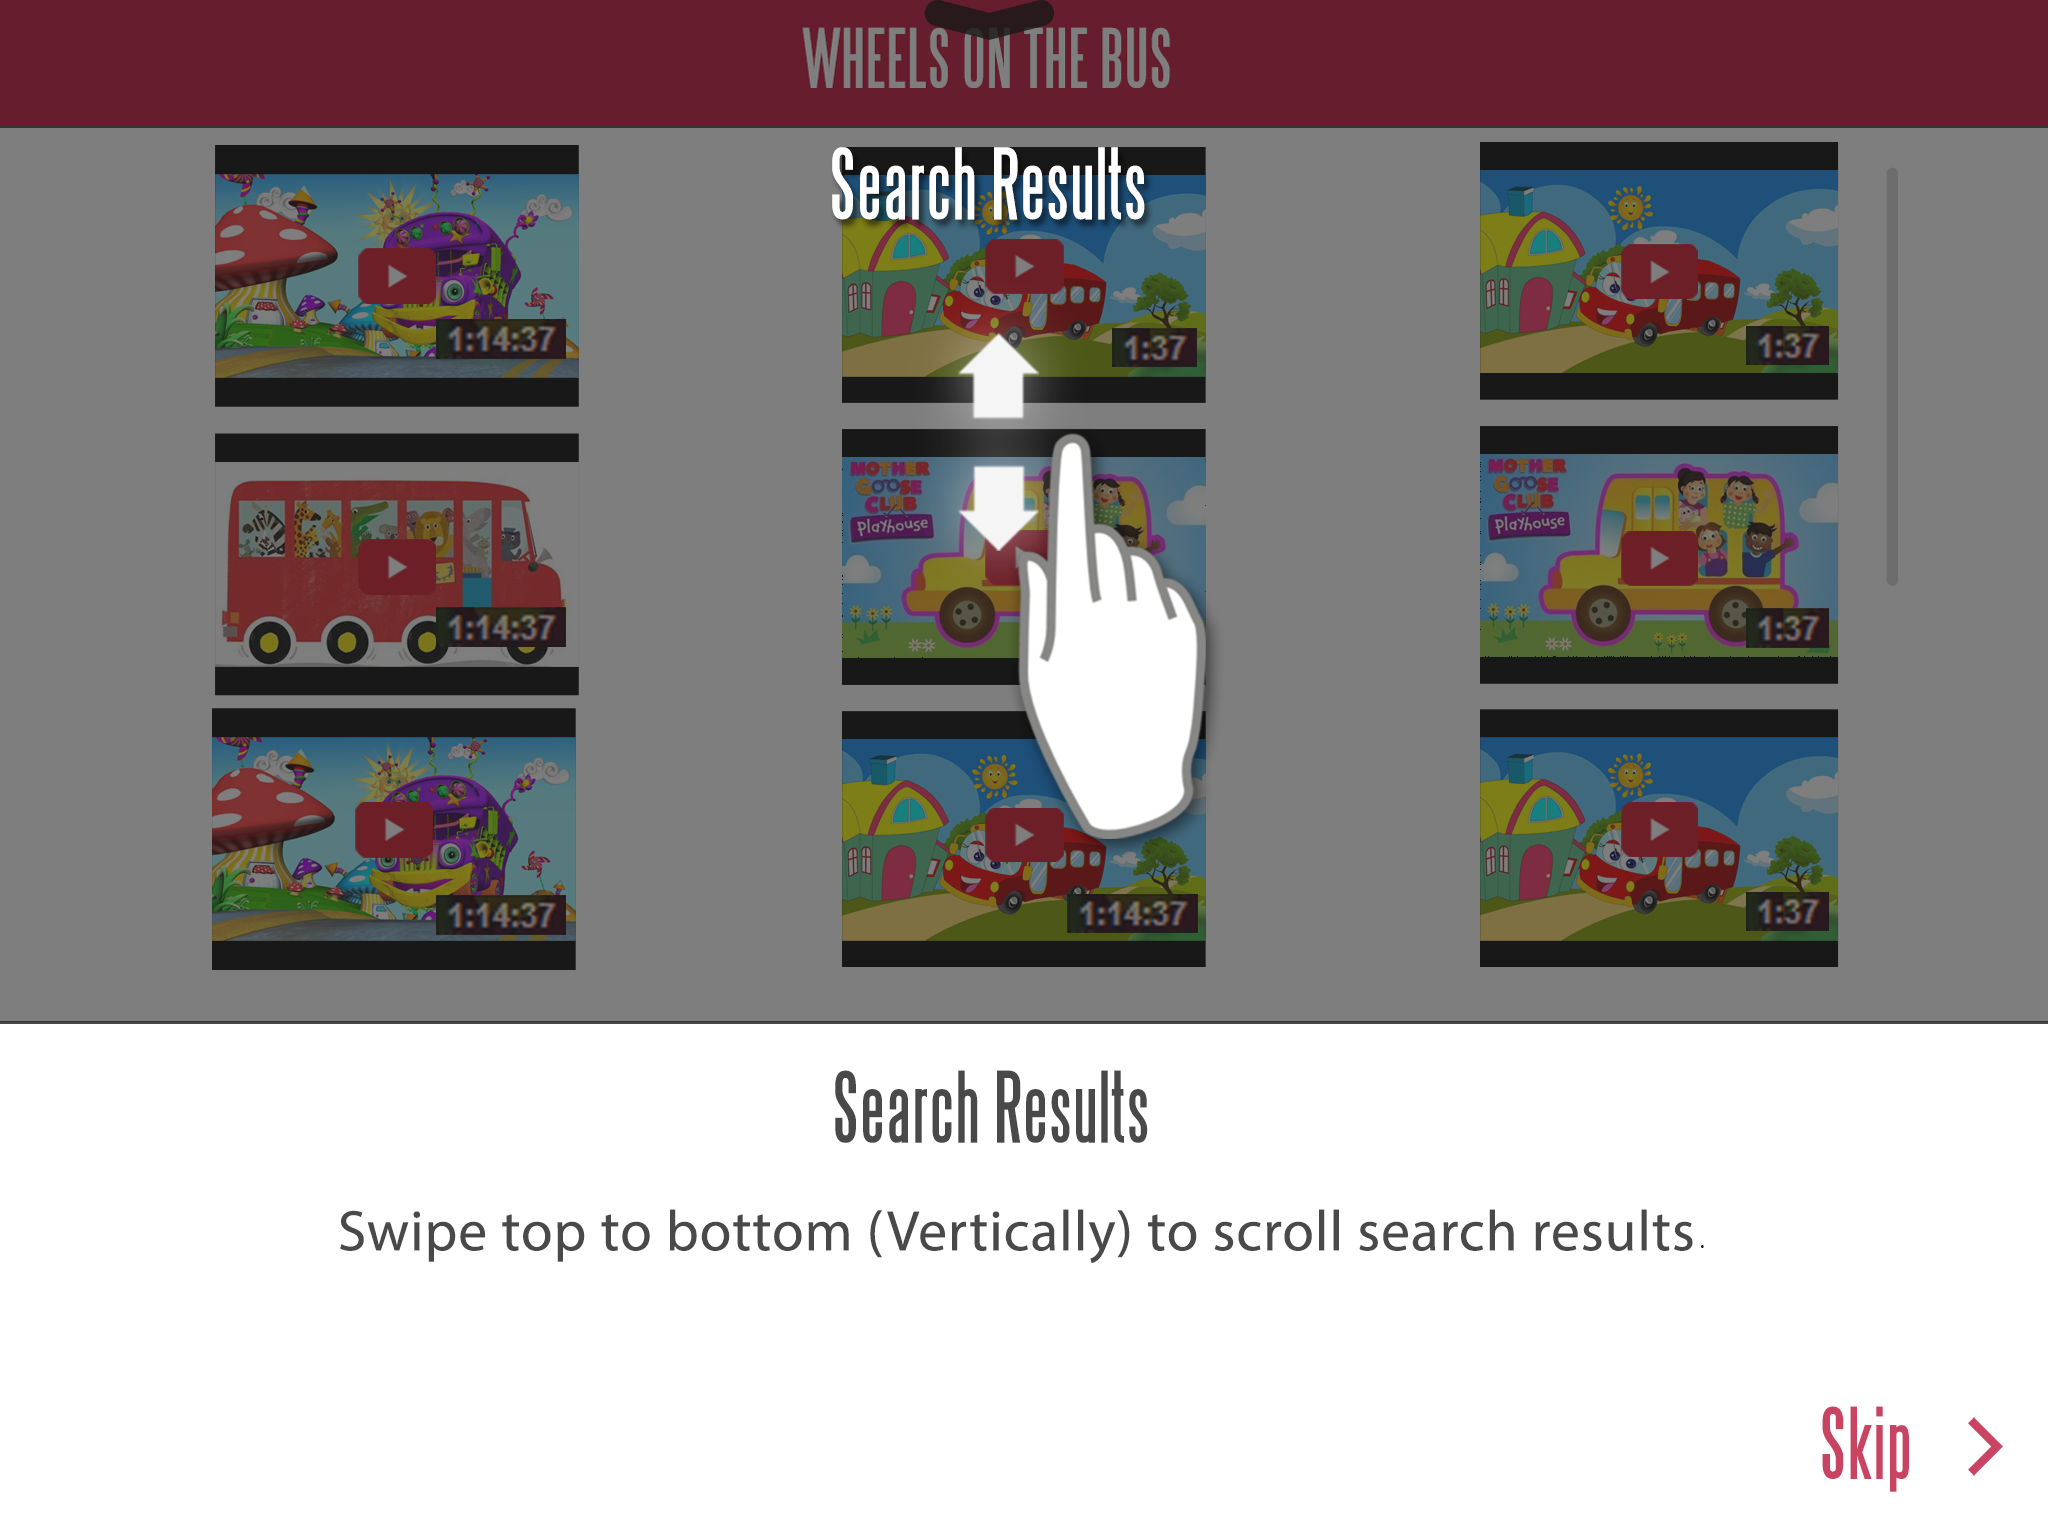 WHEELS ON THE BUS
Search Results
1:14:37
1:37
1:37
MOTHER
GOOSE
CLUB
Playhouse
MOTHER
GOOSE
CLUB
Playhouse
1:14:37
1:37
1:14:37
1:14:37
1:37
Search Results
Swipe top to bottom (Vertically) to scroll search results.
Skip